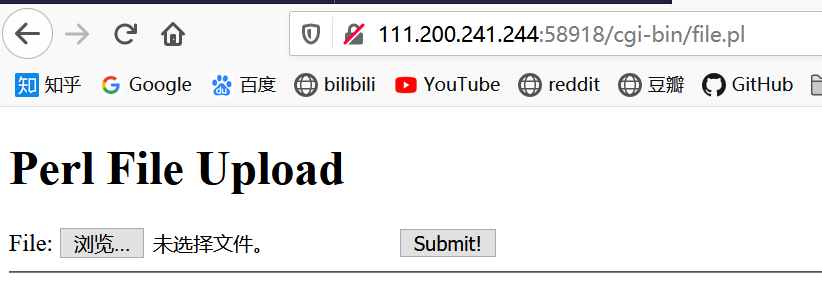 111.200.241.244:58918/cgi-bin/file.pl
知 知乎 G Google 百度 bilibili YouTube reddit 豆瓣 GitHub
Perl File Upload
File: 浏览... 未选择文件。 Submit!